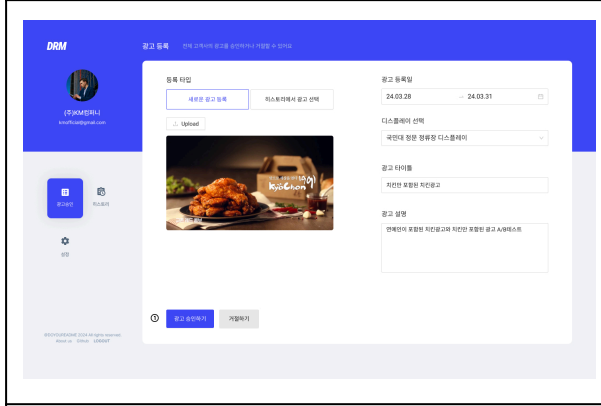 DRM
광고 등록
전체 고객사의 광고를 승인하거나 거절할 수 있어요
(주)KM컴퍼니
kmofficial@gmail.com
광고승인
히스토리
설정
About us GitHub LOGOUT
등록 타입
새로운 광고 등록
히스토리에서 광고 선택
Upload
KyoChon
광고 등록일
24.03.28 → 24.03.31
디스플레이 선택
국민대 정문 정류장 디스플레이
광고 타이틀
치킨만 포함된 치킨광고
광고 설명
연예인이 포함된 치킨광고와 치킨만 포함된 광고 A/B테스트
①
광고 승인하기
거절하기